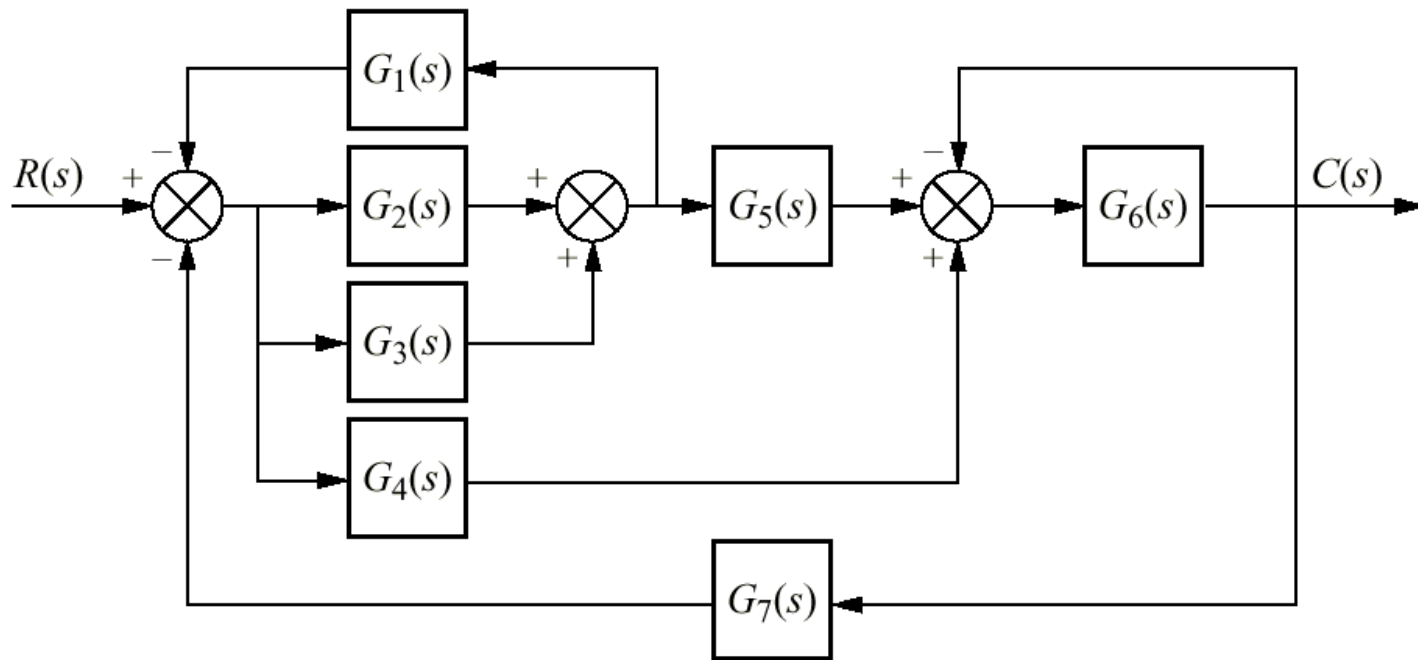 G₁(s)
R(s)
+
−
−
G₂(s)
+
+
G₅(s)
+
−
+
G₆(s)
C(s)
G₃(s)
G₄(s)
G₇(s)